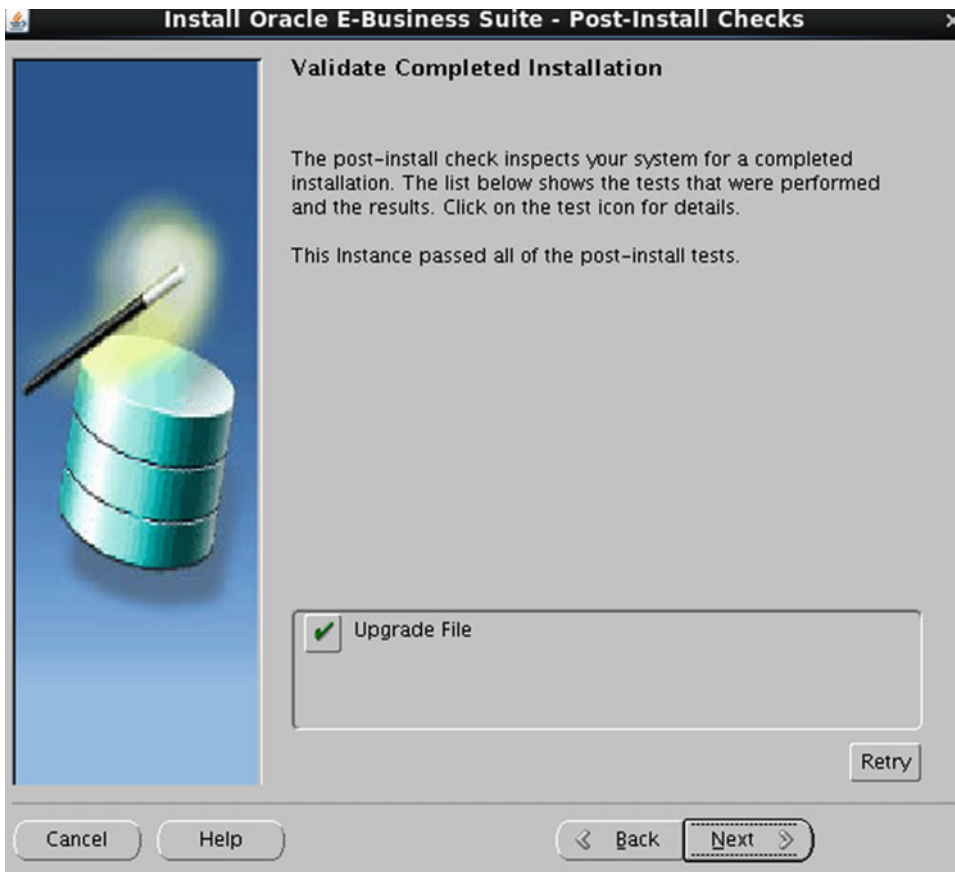 Install Oracle E-Business Suite - Post-Install Checks
Validate Completed Installation
The post-install check inspects your system for a completed
installation. The list below shows the tests that were performed
and the results. Click on the test icon for details.
This Instance passed all of the post-install tests.
Upgrade File
Retry
Cancel
Help
Back
Next